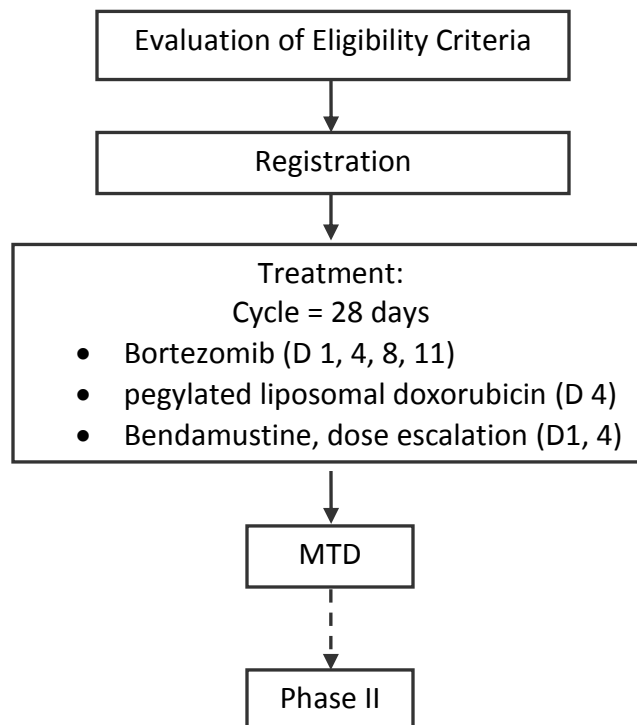 Evaluation of Eligibility Criteria
Registration
Treatment:
Cycle = 28 days
• Bortezomib (D 1, 4, 8, 11)
• pegylated liposomal doxorubicin (D 4)
• Bendamustine, dose escalation (D1, 4)
MTD
Phase II